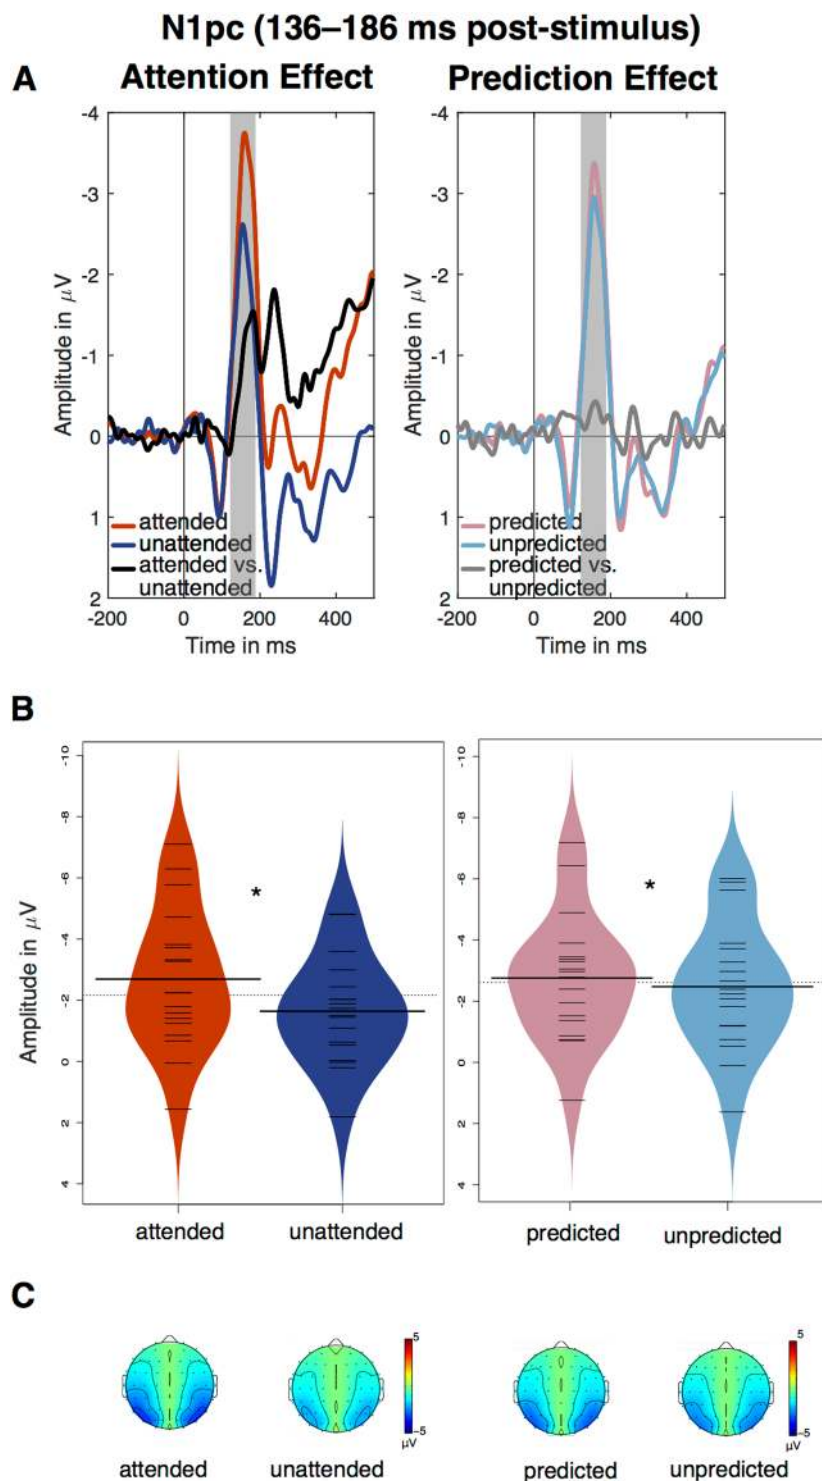 N1pc (136–186 ms post-stimulus)
A
Attention Effect
Prediction Effect
Amplitude in µV
-4
-3
-2
-1
0
1
2
-200
0
200
400
Time in ms
attended
unattended
attended vs.
unattended
Amplitude in µV
-4
-3
-2
-1
0
1
2
-200
0
200
400
Time in ms
predicted
unpredicted
predicted vs.
unpredicted
B
Amplitude in µV
-10
-8
-6
-4
-2
0
2
4
*
attended
unattended
-10
-8
-6
-4
-2
0
2
4
*
predicted
unpredicted
C
5
-5
µV
attended
unattended
5
-5
µV
predicted
unpredicted